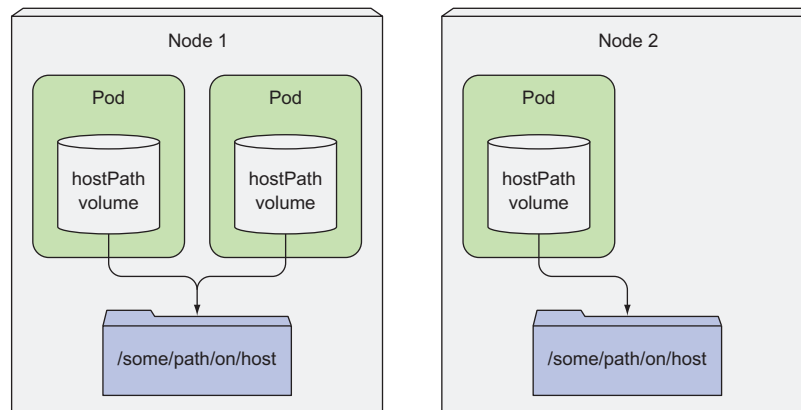 Node 1
Pod
hostPath
volume
Pod
hostPath
volume
/some/path/on/host
Node 2
Pod
hostPath
volume
/some/path/on/host